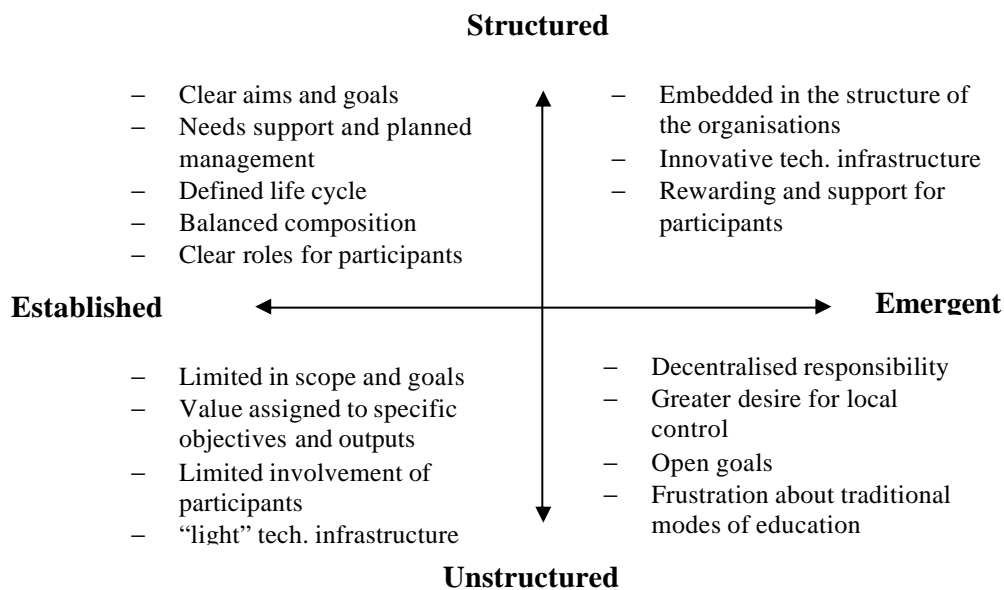 Structured
– Clear aims and goals
– Needs support and planned
management
– Defined life cycle
– Balanced composition
– Clear roles for participants
– Embedded in the structure of
the organisations
– Innovative tech. infrastructure
– Rewarding and support for
participants
Established
Emergent
– Limited in scope and goals
– Value assigned to specific
objectives and outputs
– Limited involvement of
participants
– “light” tech. infrastructure
– Decentralised responsibility
– Greater desire for local
control
– Open goals
– Frustration about traditional
modes of education
Unstructured